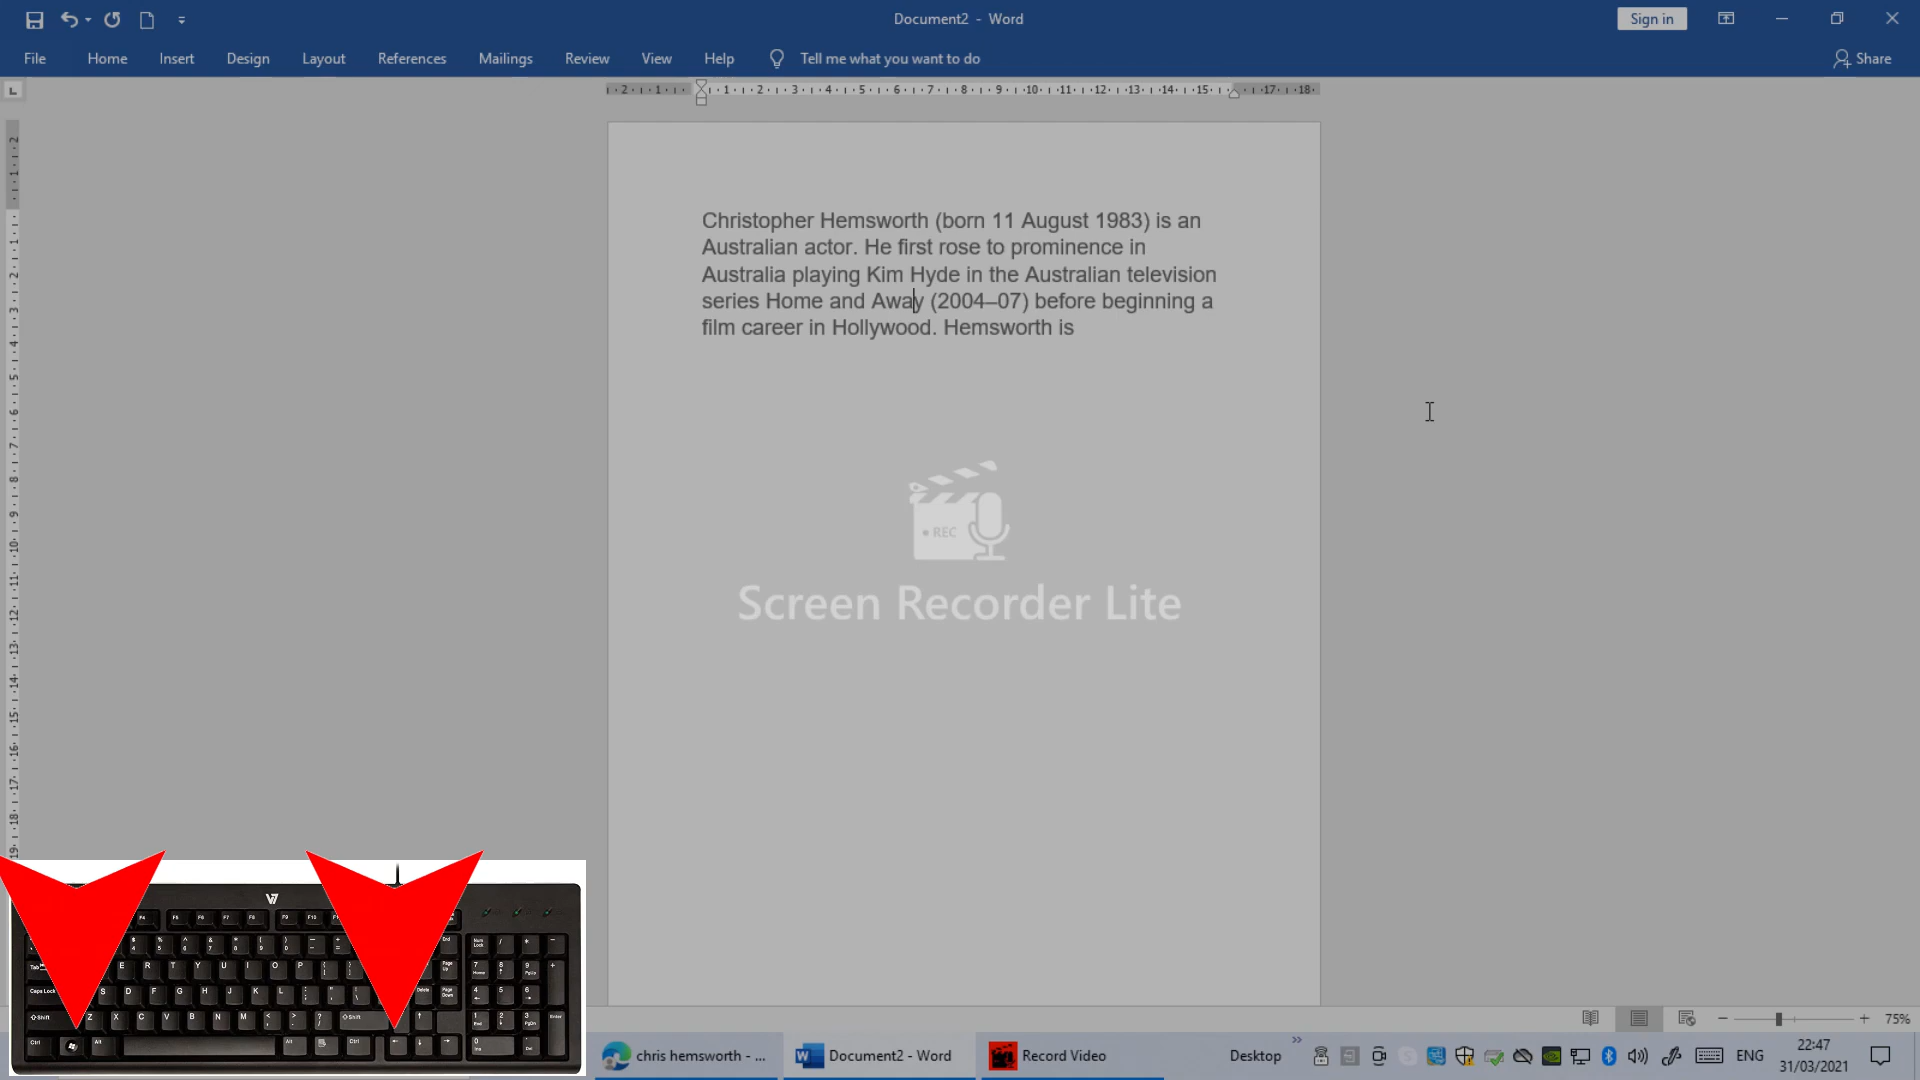 Document2 - Word
Sign in
File Home Insert Design Layout References Mailings Review View Help Tell me what you want to do Share
Christopher Hemsworth (born 11 August 1983) is an
Australian actor. He first rose to prominence in
Australia playing Kim Hyde in the Australian television
series Home and Away (2004–07) before beginning a
film career in Hollywood. Hemsworth is
REC
Screen Recorder Lite
75%
chris hemsworth - ...
Document2 - Word
Record Video
Desktop
ENG
22:47
31/03/2021